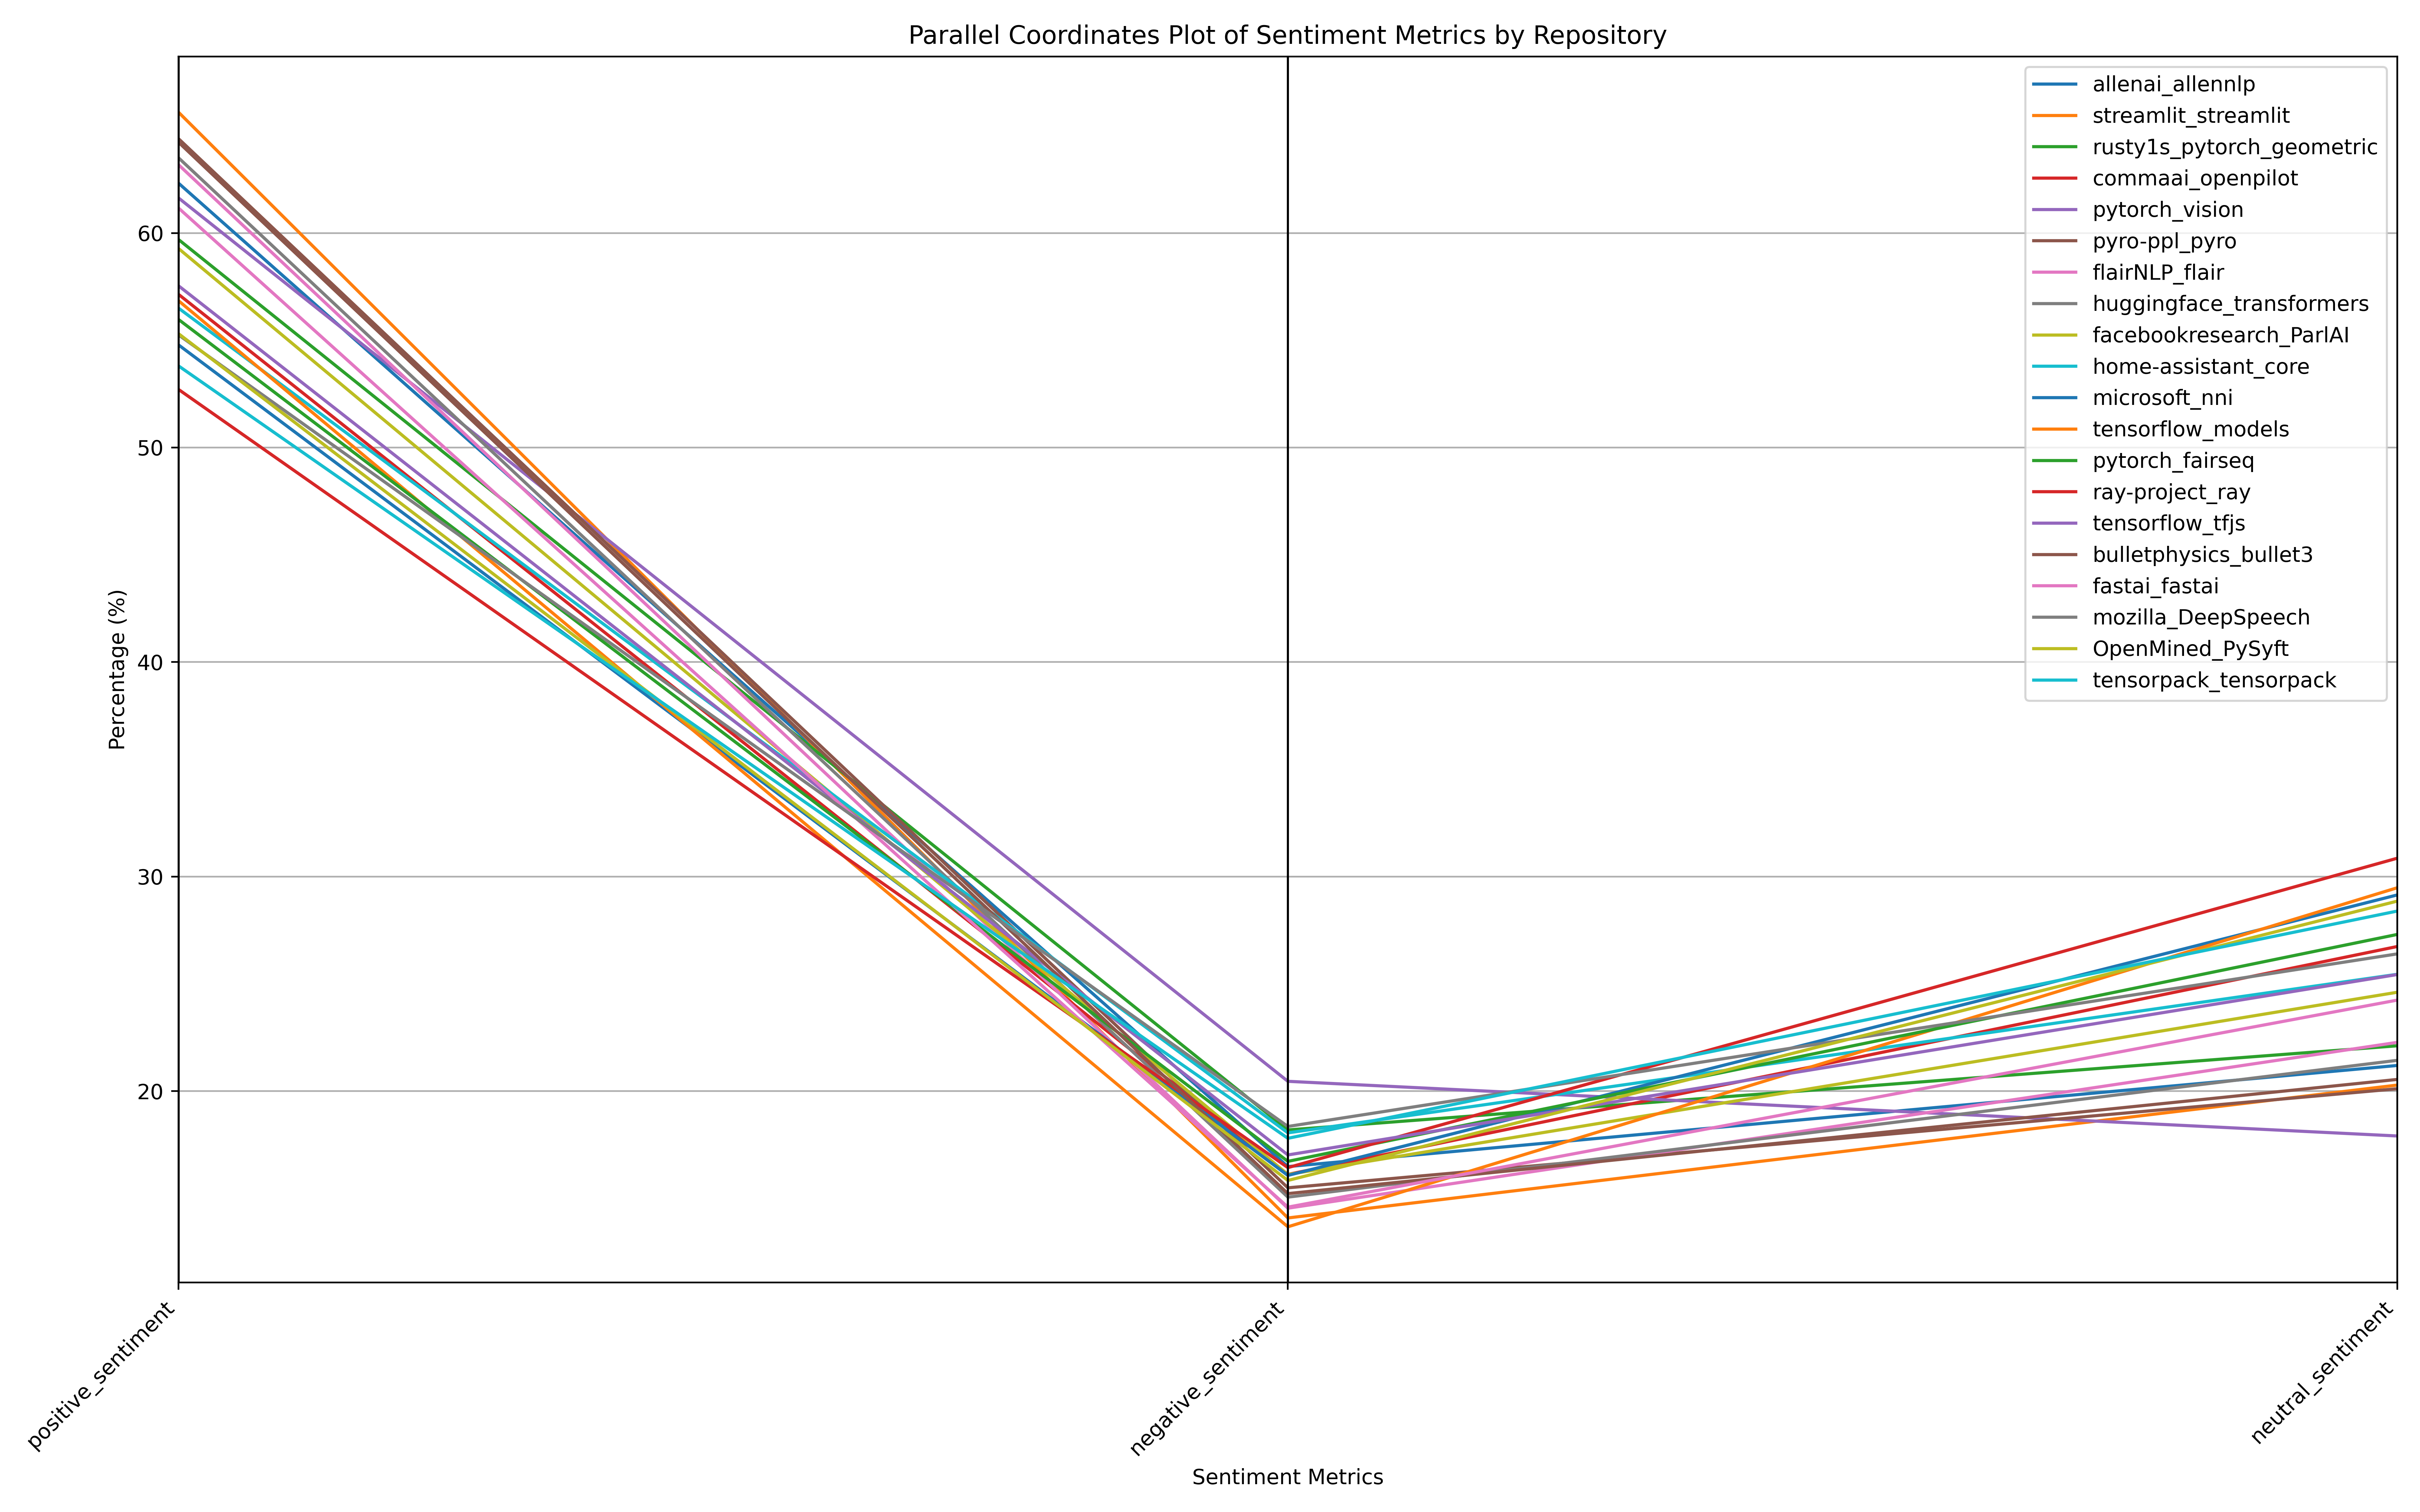 Parallel Coordinates Plot of Sentiment Metrics by Repository
allenai_allennlp
streamlit_streamlit
rusty1s_pytorch_geometric
commaai_openpilot
pytorch_vision
pyro-ppl_pyro
flairNLP_flair
huggingface_transformers
facebookresearch_ParlAI
home-assistant_core
microsoft_nni
tensorflow_models
pytorch_fairseq
ray-project_ray
tensorflow_tfjs
bulletphysics_bullet3
fastai_fastai
mozilla_DeepSpeech
OpenMined_PySyft
tensorpack_tensorpack
Percentage (%)
60
50
40
30
20
positive_sentiment
negative_sentiment
neutral_sentiment
Sentiment Metrics